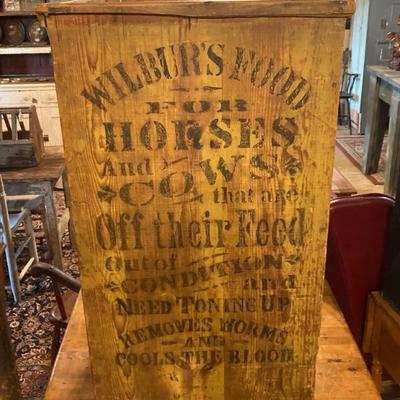 WILBUR'S FOOD
FOR
HORSES
And
COWS
that are
Off their Feed
Out of
CONDITION
and
NEED TONING UP
REMOVES WORMS
AND
COOLS THE BLOOD